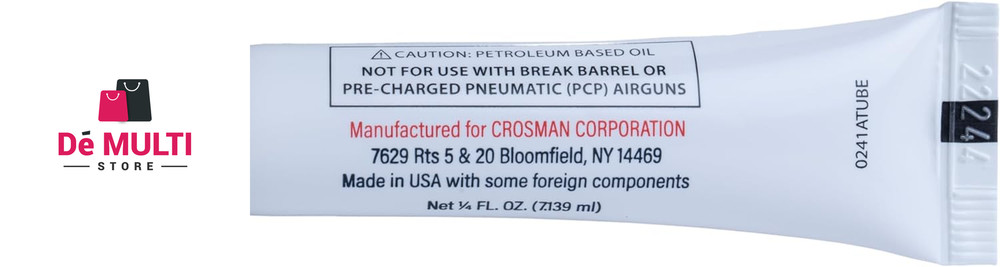 Dé MULTI
STORE
⚠ CAUTION: PETROLEUM BASED OIL
NOT FOR USE WITH BREAK BARREL OR
PRE-CHARGED PNEUMATIC (PCP) AIRGUNS
Manufactured for CROSMAN CORPORATION
7629 Rts 5 & 20 Bloomfield, NY 14469
Made in USA with some foreign components
Net ¼ FL. OZ. (7.139 ml)
0241ATUBE